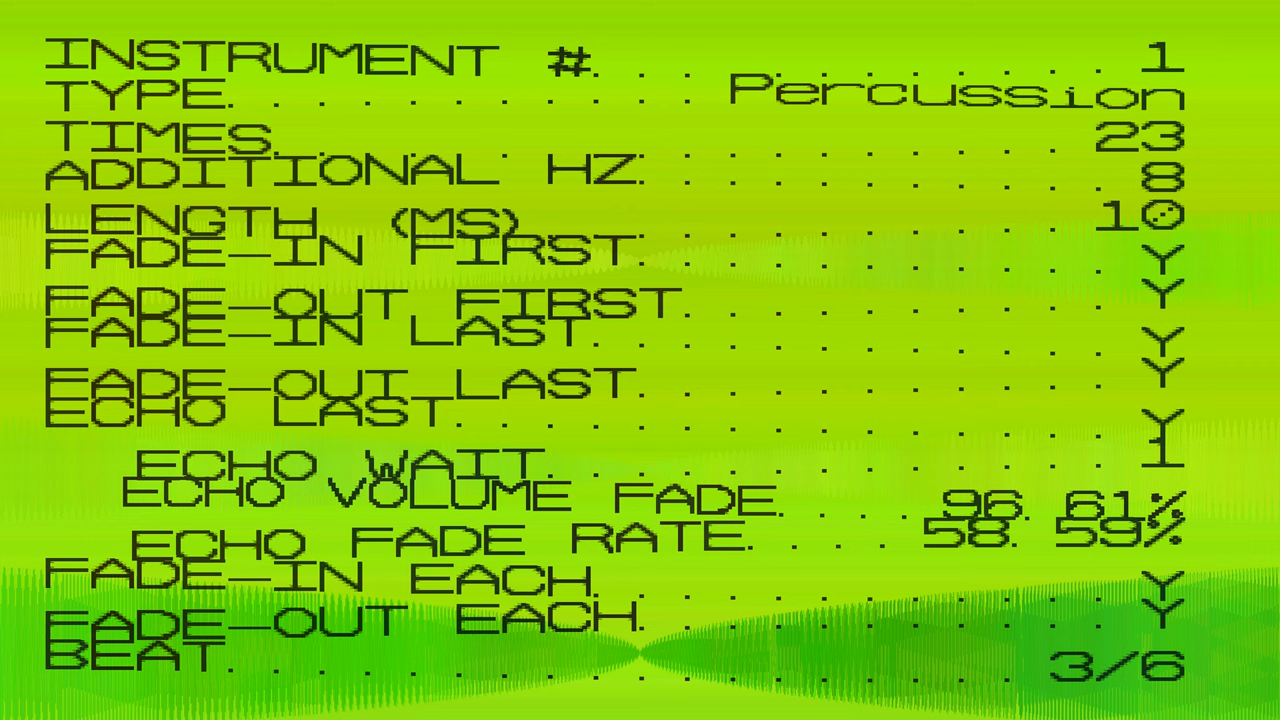 INSTRUMENT #. . . . . . . . . . . . 1
TYPE. . . . . . . . . . . Percussion
TIMES. . . . . . . . . . . . . . . . . . 23
ADDITIONAL HZ. . . . . . . . . . . 8
LENGTH (MS). . . . . . . . . . . . . 10
FADE-IN FIRST. . . . . . . . . . . Y
FADE-OUT FIRST. . . . . . . . . . Y
FADE-IN LAST. . . . . . . . . . . . Y
FADE-OUT LAST. . . . . . . . . . . Y
ECHO LAST. . . . . . . . . . . . . . . Y
ECHO WAIT. . . . . . . . . . . . . 1
ECHO VOLUME FADE. . . . 96.61%
ECHO FADE RATE. . . . 58.59%
FADE-IN EACH. . . . . . . . . . . . Y
FADE-OUT EACH. . . . . . . . . . . Y
BEAT. . . . . . . . . . . . . . . . . . 3/6